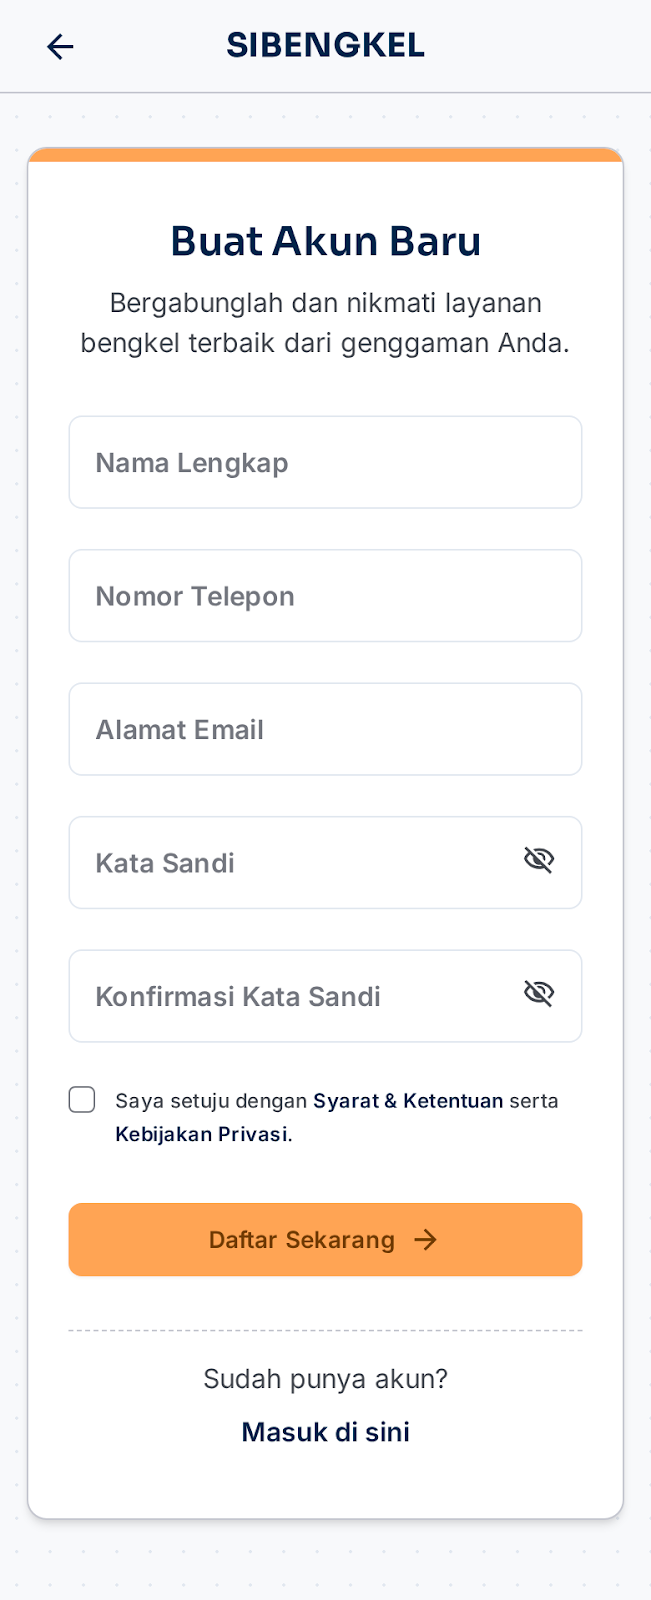 SIBENGKEL
Buat Akun Baru
Bergabunglah dan nikmati layanan
bengkel terbaik dari genggaman Anda.
Nama Lengkap
Nomor Telepon
Alamat Email
Kata Sandi
Konfirmasi Kata Sandi
Saya setuju dengan Syarat & Ketentuan serta
Kebijakan Privasi.
Daftar Sekarang →
Sudah punya akun?
Masuk di sini